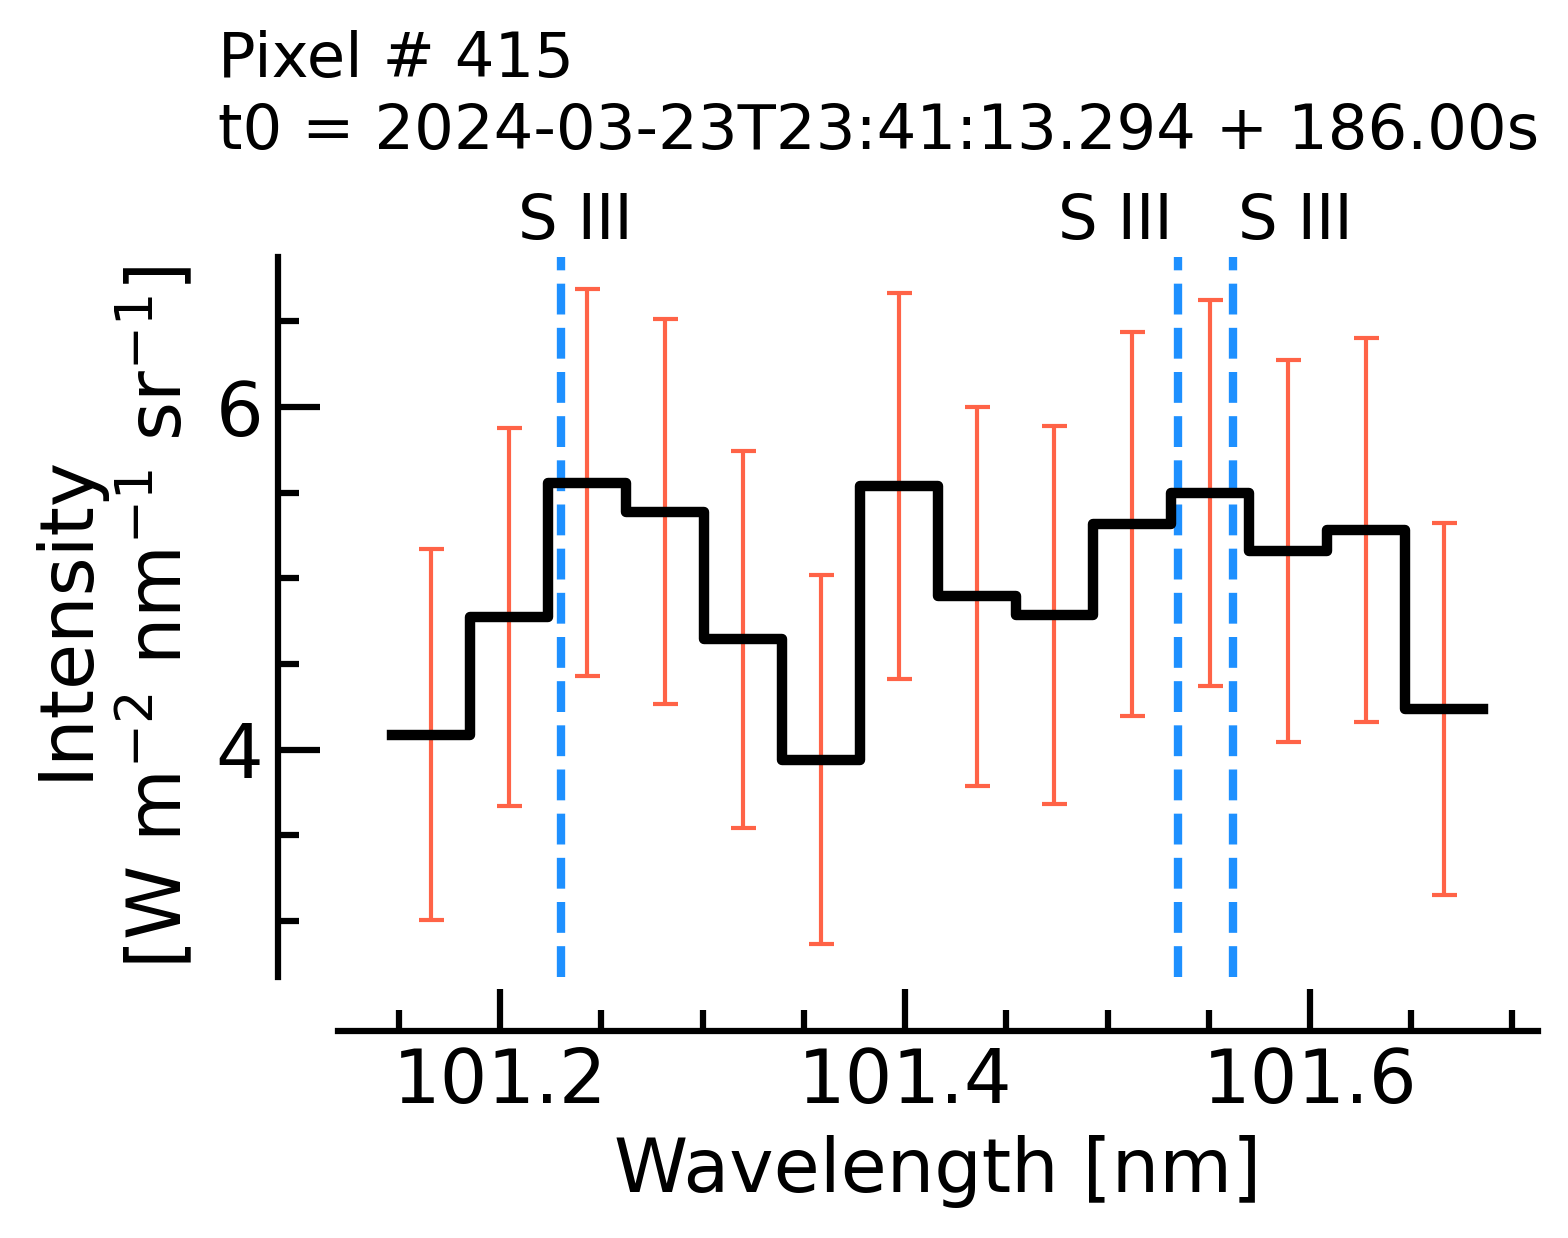 Pixel # 415
t0 = 2024-03-23T23:41:13.294 + 186.00s
S III S III S III
Intensity
[W m⁻² nm⁻¹ sr⁻¹]
6
4
101.2 101.4 101.6
Wavelength [nm]